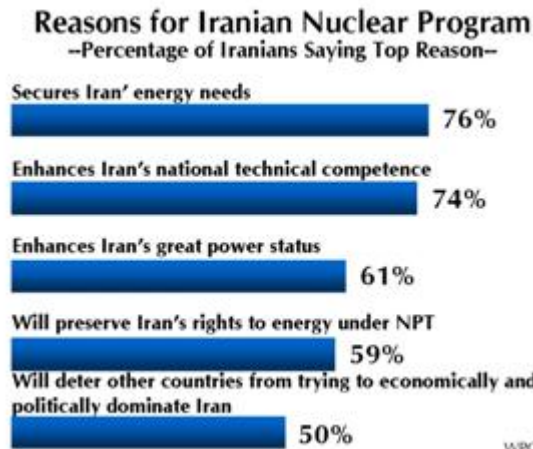 Reasons for Iranian Nuclear Program
--Percentage of Iranians Saying Top Reason--
Secures Iran' energy needs
76%
Enhances Iran's national technical competence
74%
Enhances Iran's great power status
61%
Will preserve Iran's rights to energy under NPT
59%
Will deter other countries from trying to economically and
politically dominate Iran
50%